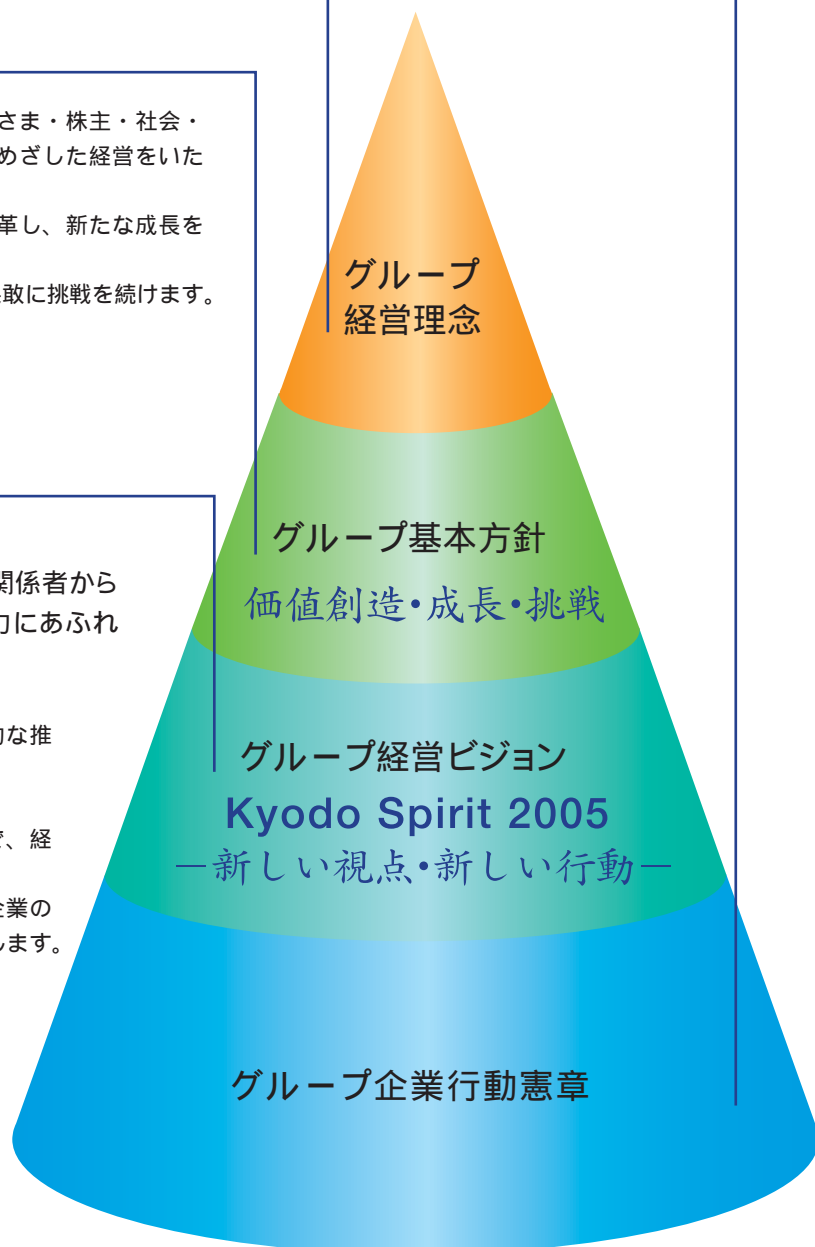 さま・株主・社会・
めざした経営をいた
革し、新たな成長を
敢に挑戦を続けます。
関係者から
にあふれ
的な推
、経
企業の
します。
グループ
経営理念
グループ基本方針
価値創造・成長・挑戦
グループ経営ビジョン
Kyodo Spirit 2005
―新しい視点・新しい行動―
グループ企業行動憲章